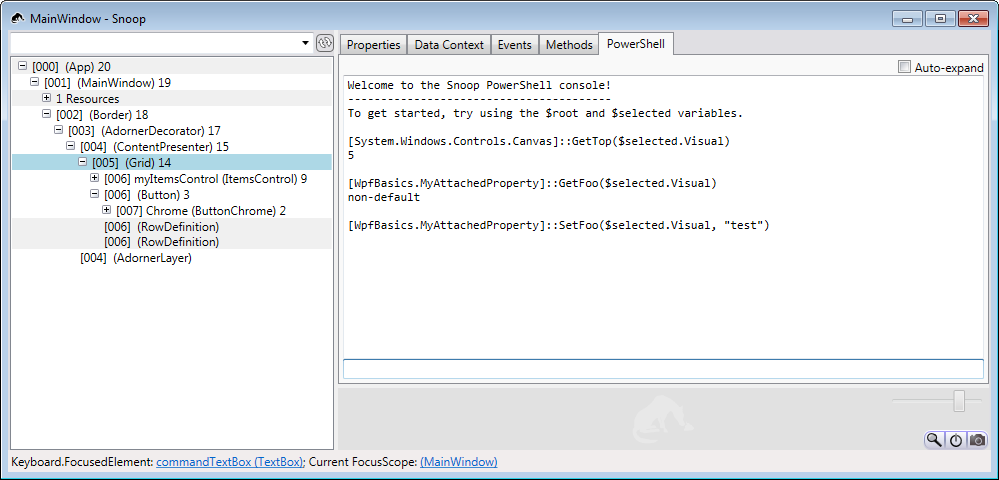 MainWindow - Snoop
Properties Data Context Events Methods PowerShell
Auto-expand
[000] (App) 20
[001] (MainWindow) 19
1 Resources
[002] (Border) 18
[003] (AdornerDecorator) 17
[004] (ContentPresenter) 15
[005] (Grid) 14
[006] myItemsControl (ItemsControl) 9
[006] (Button) 3
[007] Chrome (ButtonChrome) 2
[006] (RowDefinition)
[006] (RowDefinition)
[004] (AdornerLayer)
Welcome to the Snoop PowerShell console!
----------------------------------------
To get started, try using the $root and $selected variables.
[System.Windows.Controls.Canvas]::GetTop($selected.Visual)
5
[WpfBasics.MyAttachedProperty]::GetFoo($selected.Visual)
non-default
[WpfBasics.MyAttachedProperty]::SetFoo($selected.Visual, "test")
Keyboard.FocusedElement: commandTextBox (TextBox); Current FocusScope: (MainWindow)